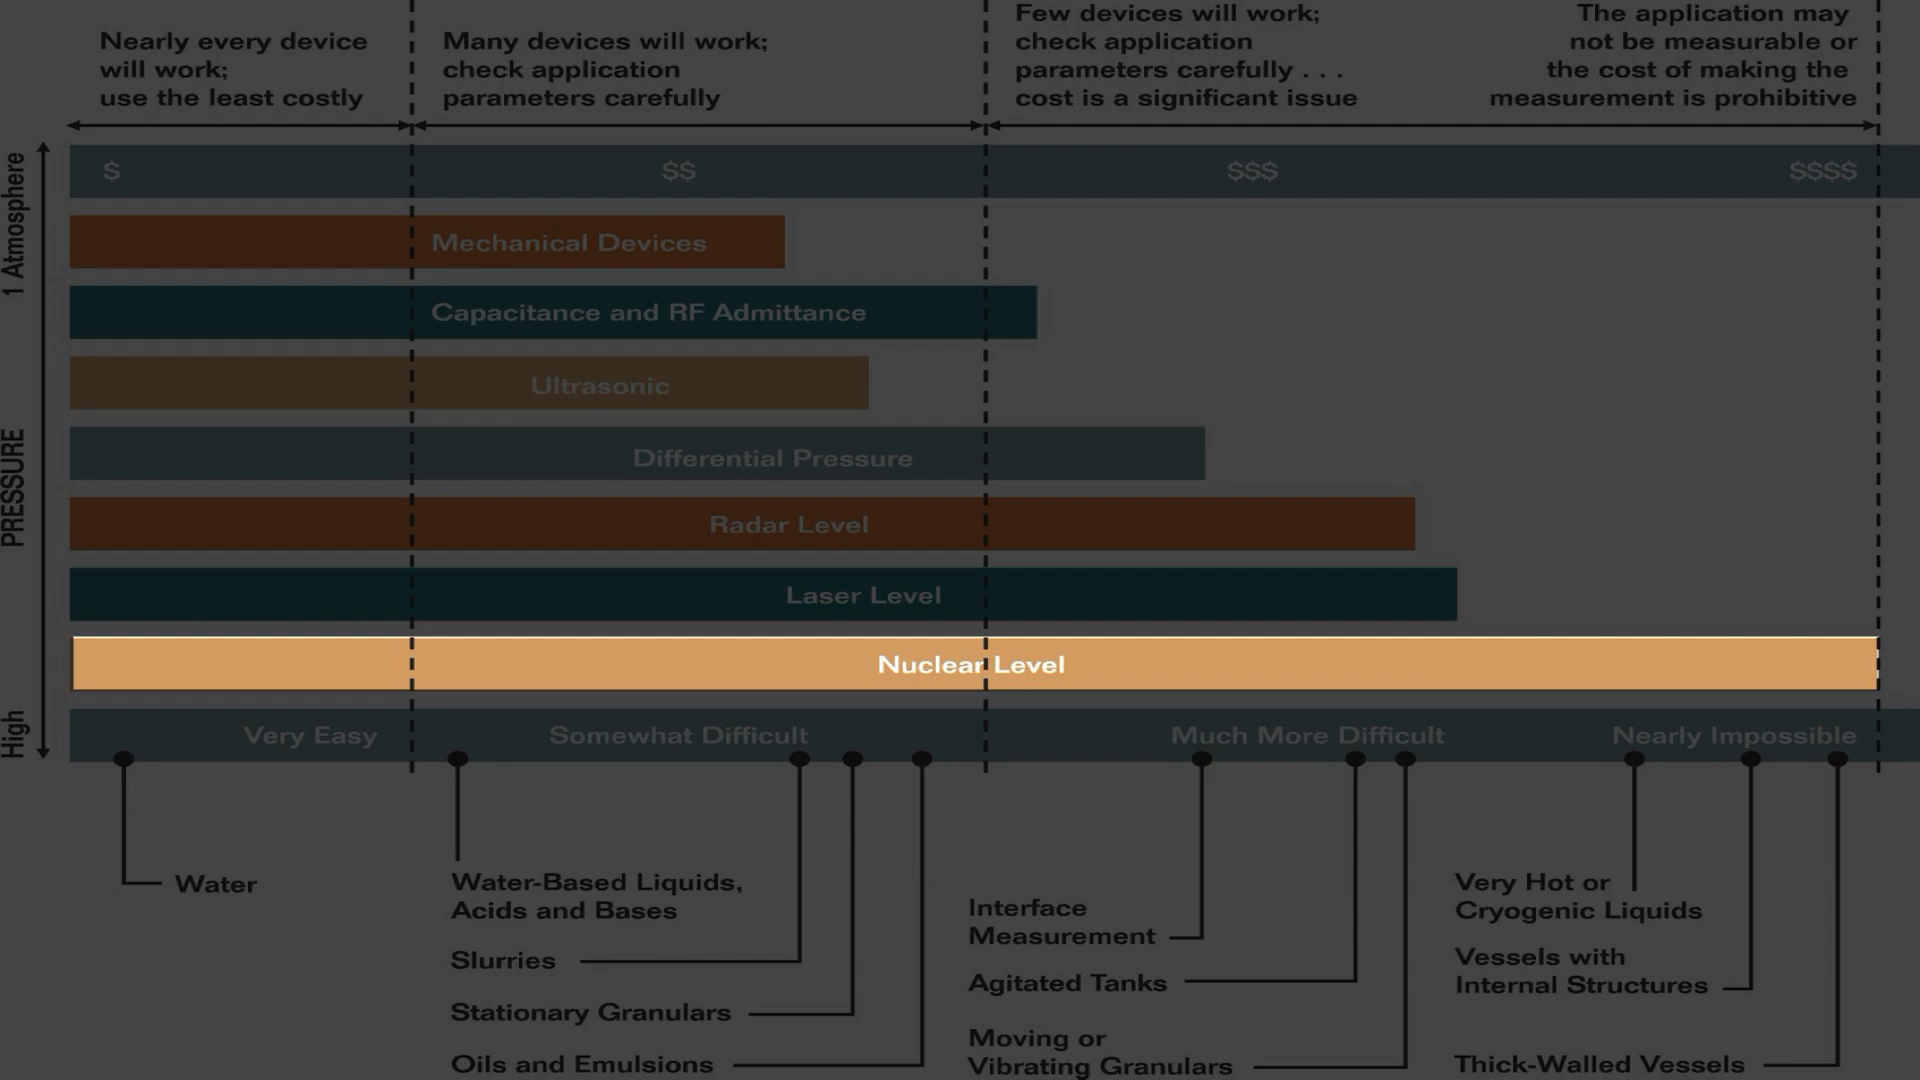 Nearly every device
will work;
use the least costly
Many devices will work;
check application
parameters carefully
Few devices will work;
check application
parameters carefully . . .
cost is a significant issue
The application may
not be measurable or
the cost of making the
measurement is prohibitive
1 Atmosphere
PRESSURE
High
$ $$ $$$ $$$$
Mechanical Devices
Capacitance and RF Admittance
Ultrasonic
Differential Pressure
Radar Level
Laser Level
Nuclear Level
Very Easy Somewhat Difficult Much More Difficult Nearly Impossible
Water
Water-Based Liquids,
Acids and Bases
Slurries
Stationary Granulars
Oils and Emulsions
Interface
Measurement
Agitated Tanks
Moving or
Vibrating Granulars
Very Hot or
Cryogenic Liquids
Vessels with
Internal Structures
Thick-Walled Vessels